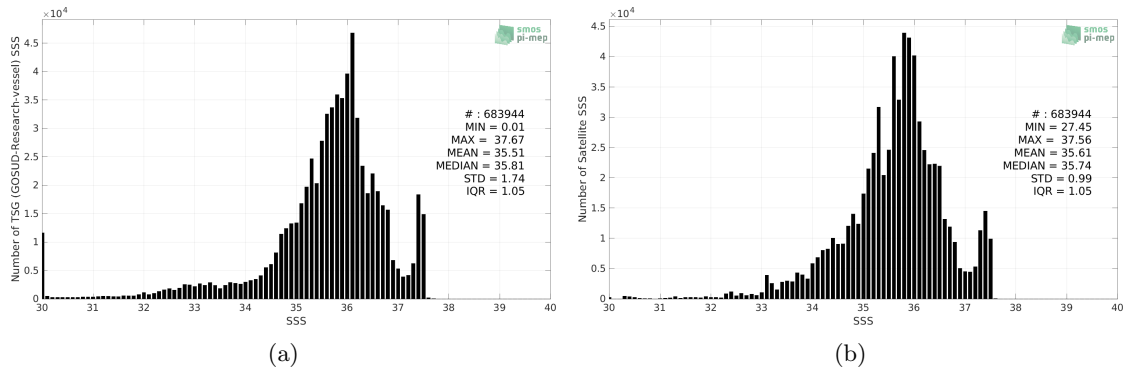 ×10⁴
smos
pi-mep
Number of TSG (GOSUD-Research-vessel) SSS
4.5
4
3.5
3
2.5
2
1.5
1
0.5
0
# : 683944
MIN = 0.01
MAX = 37.67
MEAN = 35.51
MEDIAN = 35.81
STD = 1.74
IQR = 1.05
30 31 32 33 34 35 36 37 38 39 40
SSS
(a)
×10⁴
smos
pi-mep
Number of Satellite SSS
4.5
4
3.5
3
2.5
2
1.5
1
0.5
0
# : 683944
MIN = 27.45
MAX = 37.56
MEAN = 35.61
MEDIAN = 35.74
STD = 0.99
IQR = 1.05
30 31 32 33 34 35 36 37 38 39 40
SSS
(b)